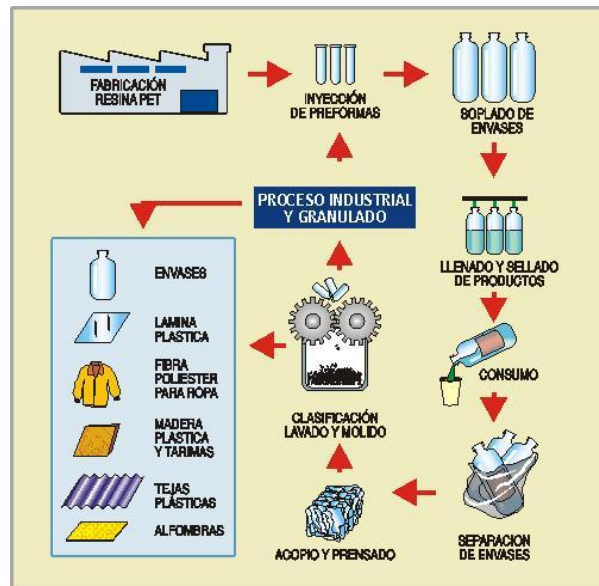 FABRICACIÓN
RESINA PET
INYECCIÓN
DE PREFORMAS
SOPLADO DE
ENVASES
PROCESO INDUSTRIAL
Y GRANULADO
LLENADO Y SELLADO
DE PRODUCTOS
ENVASES
LAMINA
PLASTICA
FIBRA
POLIESTER
PARA ROPA
MADERA
PLASTICA
Y TARIMAS
TEJAS
PLÁSTICAS
ALFOMBRAS
CONSUMO
CLASIFICACIÓN
LAVADO Y MOLIDO
ACOPIO Y PRENSADO
SEPARACION
DE ENVASES